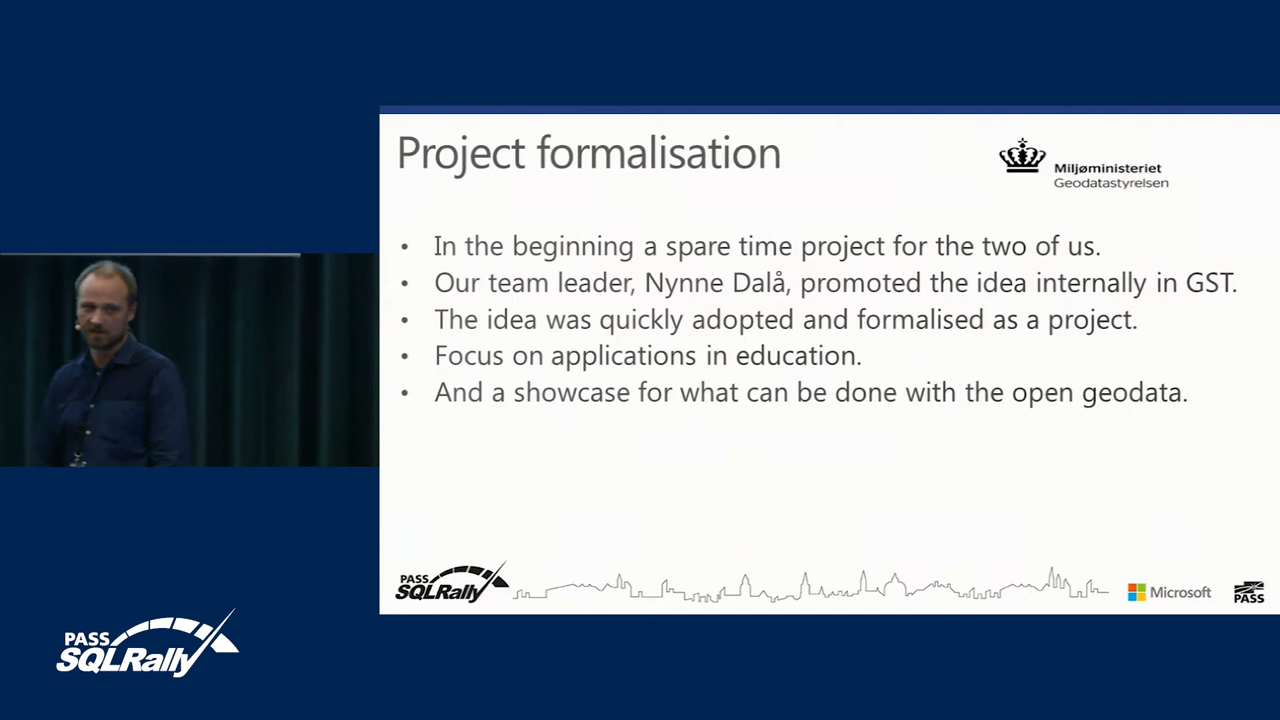 Project formalisation
Miljøministeriet
Geodatastyrelsen
• In the beginning a spare time project for the two of us.
• Our team leader, Nynne Dalå, promoted the idea internally in GST.
• The idea was quickly adopted and formalised as a project.
• Focus on applications in education.
• And a showcase for what can be done with the open geodata.
PASS
SQLRally
Microsoft
PASS
PASS
SQLRally